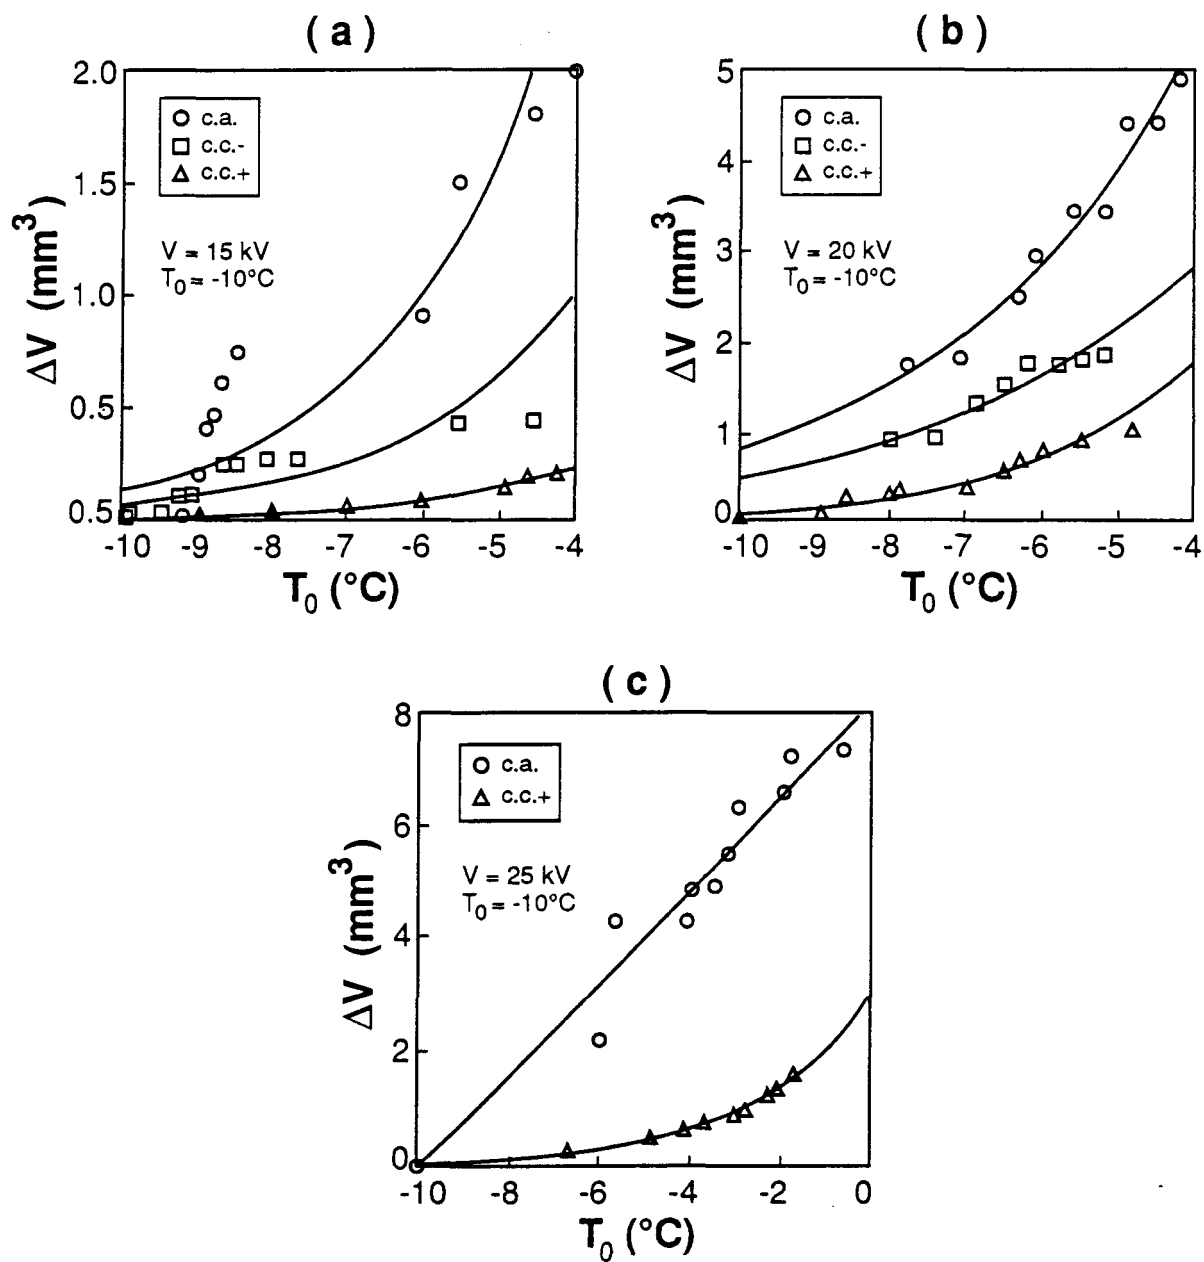 ( a )
2.0
1.5
1.0
0.5
0.5
c.a.
c.c.-
c.c.+
V = 15 kV
T₀ = -10°C
ΔV (mm³)
-10 -9 -8 -7 -6 -5 -4
T₀ (°C)
( b )
5
4
3
2
1
0
c.a.
c.c.-
c.c.+
V = 20 kV
T₀ = -10°C
ΔV (mm³)
-10 -9 -8 -7 -6 -5 -4
T₀ (°C)
( c )
8
6
4
2
0
c.a.
c.c.+
V = 25 kV
T₀ = -10°C
ΔV (mm³)
-10 -8 -6 -4 -2 0
T₀ (°C)